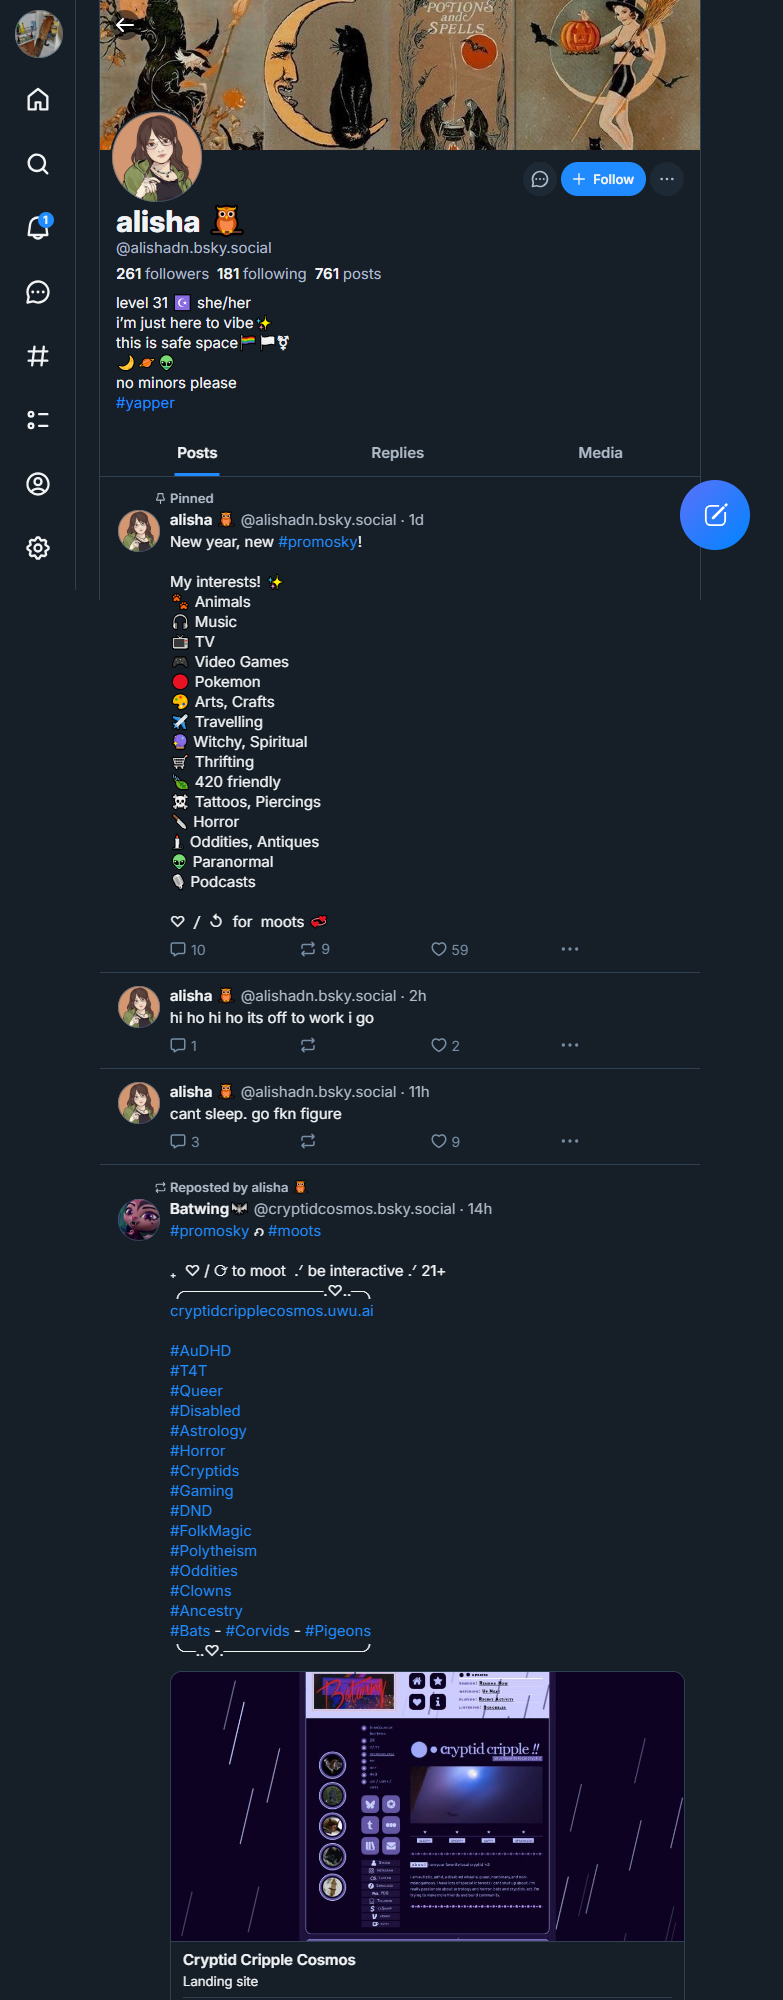 POTIONS
and
SPELLS
+ Follow
alisha 🦉
@alishadn.bsky.social
261 followers 181 following 761 posts
level 31 ☪️ she/her
i’m just here to vibe✨
this is safe space🏳️‍🌈🏳️⚧
🌙 🪐 👽
no minors please
#yapper
Posts Replies Media
Pinned
1
alisha 🦉 @alishadn.bsky.social · 1d
New year, new #promosky!
My interests! ✨
🐾 Animals
🎧 Music
📺 TV
🎮 Video Games
🔴 Pokemon
🎨 Arts, Crafts
✈️ Travelling
🔮 Witchy, Spiritual
🛒 Thrifting
🍃 420 friendly
☠️ Tattoos, Piercings
🔪 Horror
🕯️ Oddities, Antiques
👽 Paranormal
🎙️ Podcasts
♡ / ↺ for moots 💞
10 9 59
alisha 🦉 @alishadn.bsky.social · 2h
hi ho hi ho its off to work i go
1 2
alisha 🦉 @alishadn.bsky.social · 11h
cant sleep. go fkn figure
3 9
Reposted by alisha 🦉
Batwing🦇 @cryptidcosmos.bsky.social · 14h
#promosky ก #moots
₊ ♡ / ⟳ to moot .ᐟ be interactive .ᐟ 21+
╭──────────.♡..─╮
cryptidcripplecosmos.uwu.ai
#AuDHD
#T4T
#Queer
#Disabled
#Astrology
#Horror
#Cryptids
#Gaming
#DND
#FolkMagic
#Polytheism
#Oddities
#Clowns
#Ancestry
#Bats - #Corvids - #Pigeons
╰─..♡.──────────╯
cryptid cripple !!
Cryptid Cripple Cosmos
Landing site